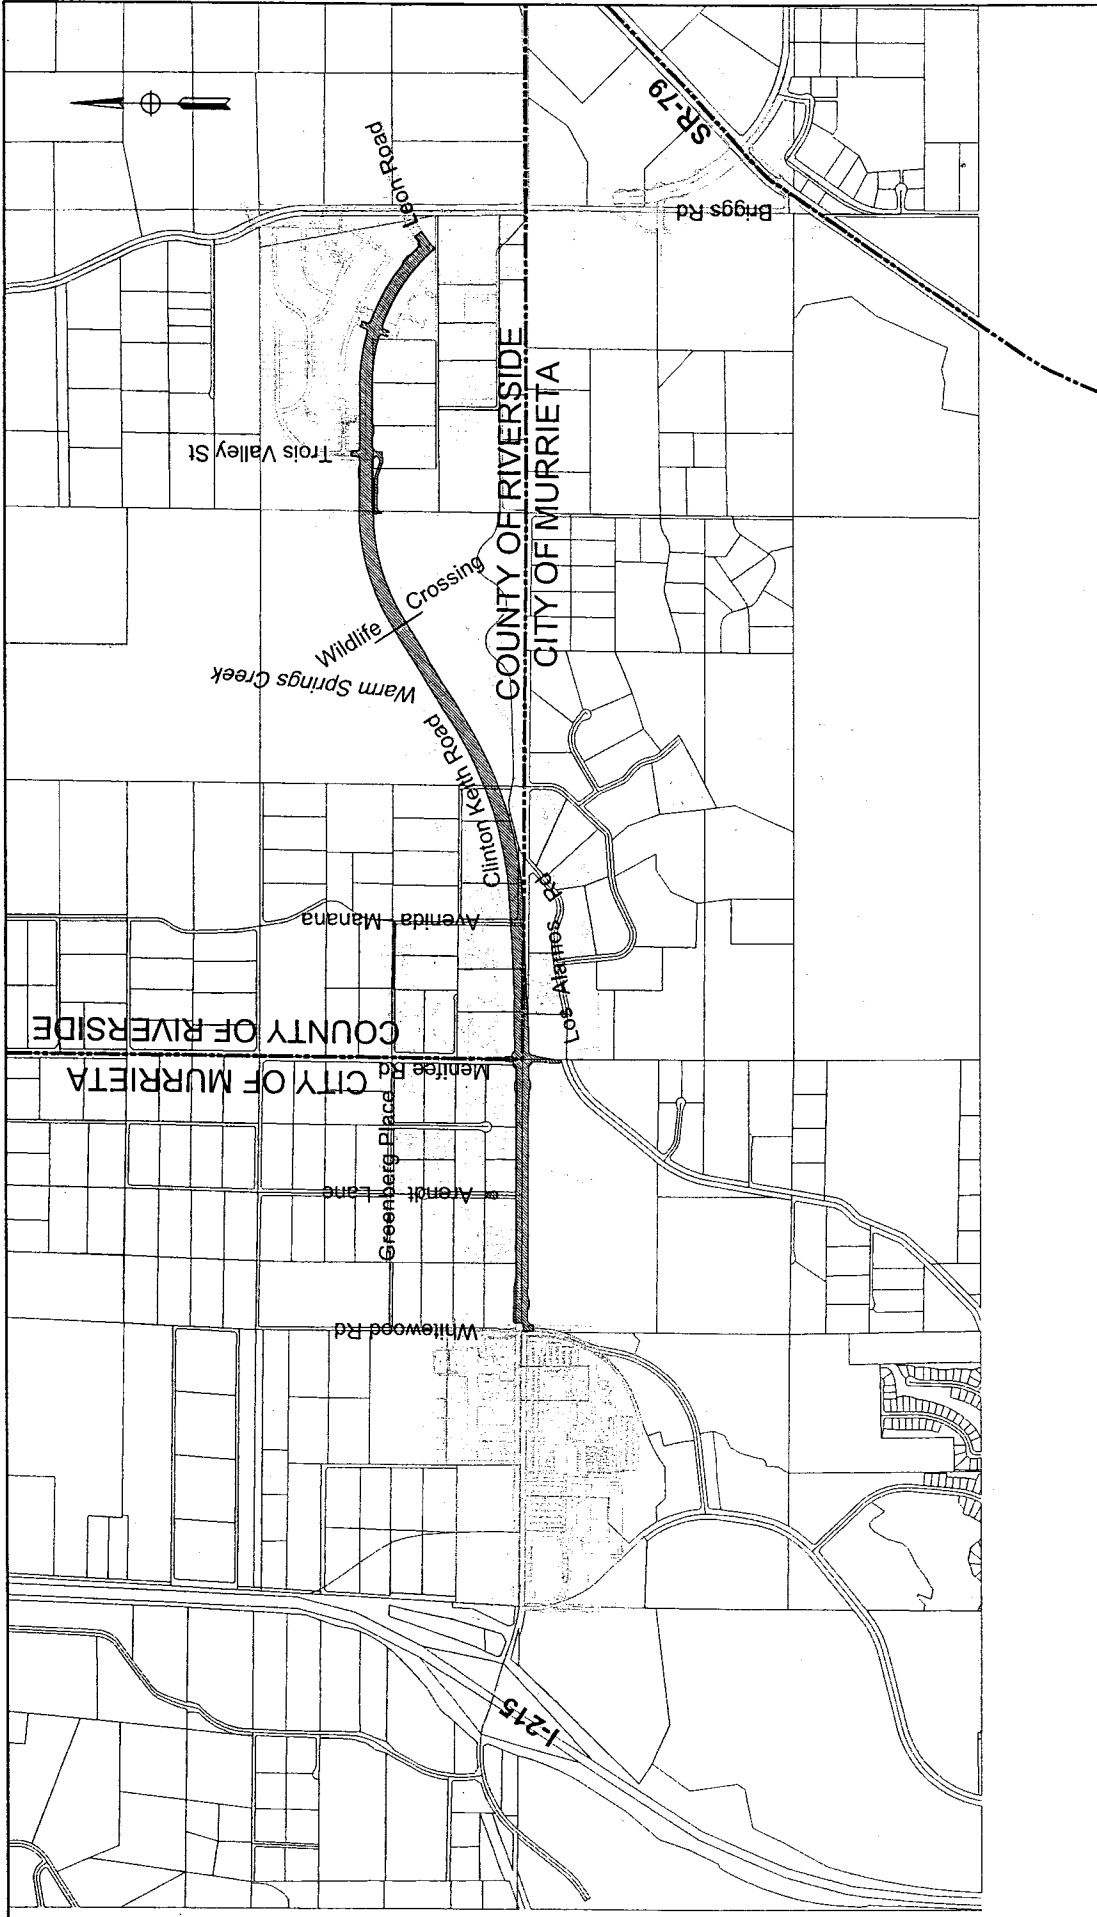 I-215
Whitewood Rd
Greenberg Place
Arendt Lane
Menifee Rd
CITY OF MURRIETA
COUNTY OF RIVERSIDE
Avenida Manana
Los Alamos Rd
Clinton Keith Road
Warm Springs Creek
Wildlife Crossing
COUNTY OF RIVERSIDE
CITY OF MURRIETA
Trois Valley St
Leon Road
Briggs Rd
SR-79